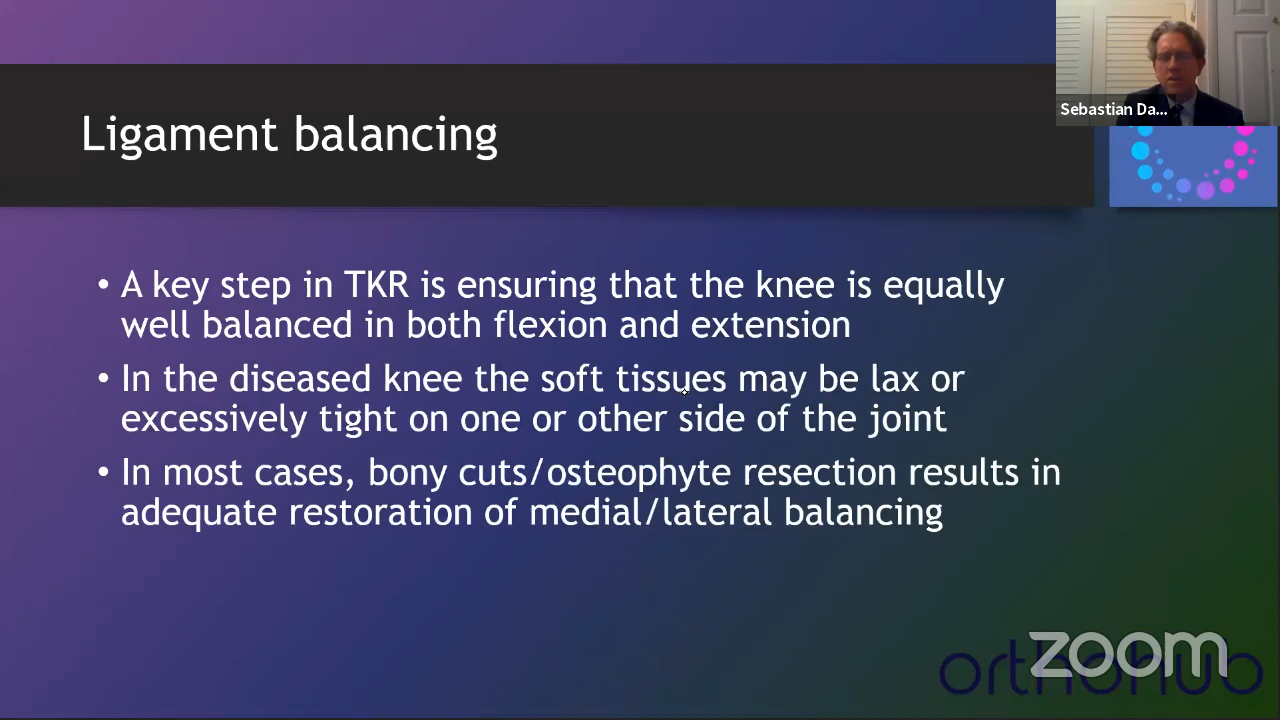 Sebastian Da...
Ligament balancing
• A key step in TKR is ensuring that the knee is equally
well balanced in both flexion and extension
• In the diseased knee the soft tissues may be lax or
excessively tight on one or other side of the joint
• In most cases, bony cuts/osteophyte resection results in
adequate restoration of medial/lateral balancing
zoom
orthohub